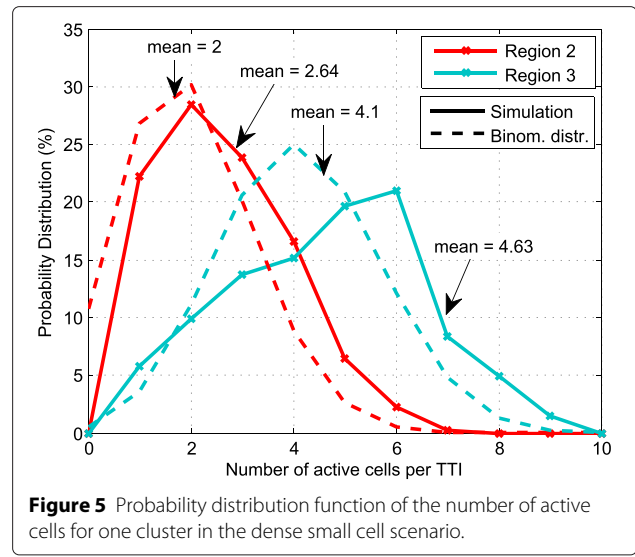 35
30
25
20
15
10
5
0
Probability Distribution (%)
mean = 2
mean = 2.64
mean = 4.1
mean = 4.63
Region 2
Region 3
Simulation
Binom. distr.
0 2 4 6 8 10
Number of active cells per TTI
Figure 5 Probability distribution function of the number of active
cells for one cluster in the dense small cell scenario.